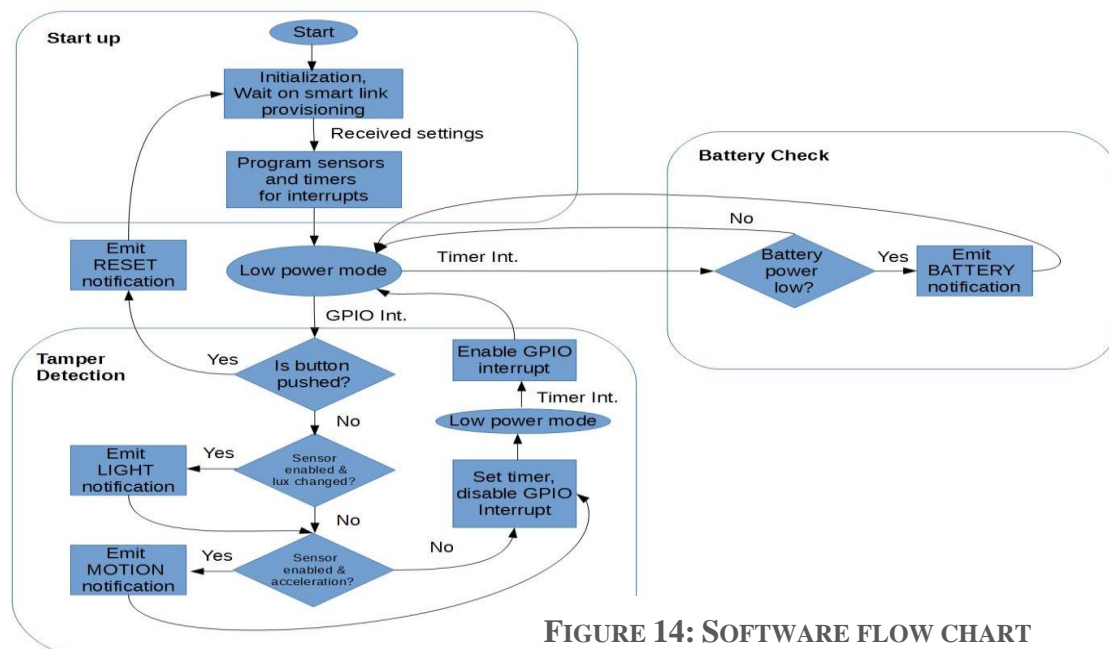 Start up
Start
Initialization,
Wait on smart link
provisioning
Received settings
Program sensors
and timers
for interrupts
Battery Check
No
Emit
RESET
notification
Low power mode
Timer Int.
Battery
power
low?
Yes
Emit
BATTERY
notification
GPIO Int.
Tamper
Detection
Yes
Is button
pushed?
Enable GPIO
interrupt
Timer Int.
Low power mode
No
Emit
LIGHT
notification
Yes
Sensor
enabled &
lux changed?
Set timer,
disable GPIO
Interrupt
No
Emit
MOTION
notification
Yes
Sensor
enabled &
acceleration?
No
FIGURE 14: SOFTWARE FLOW CHART